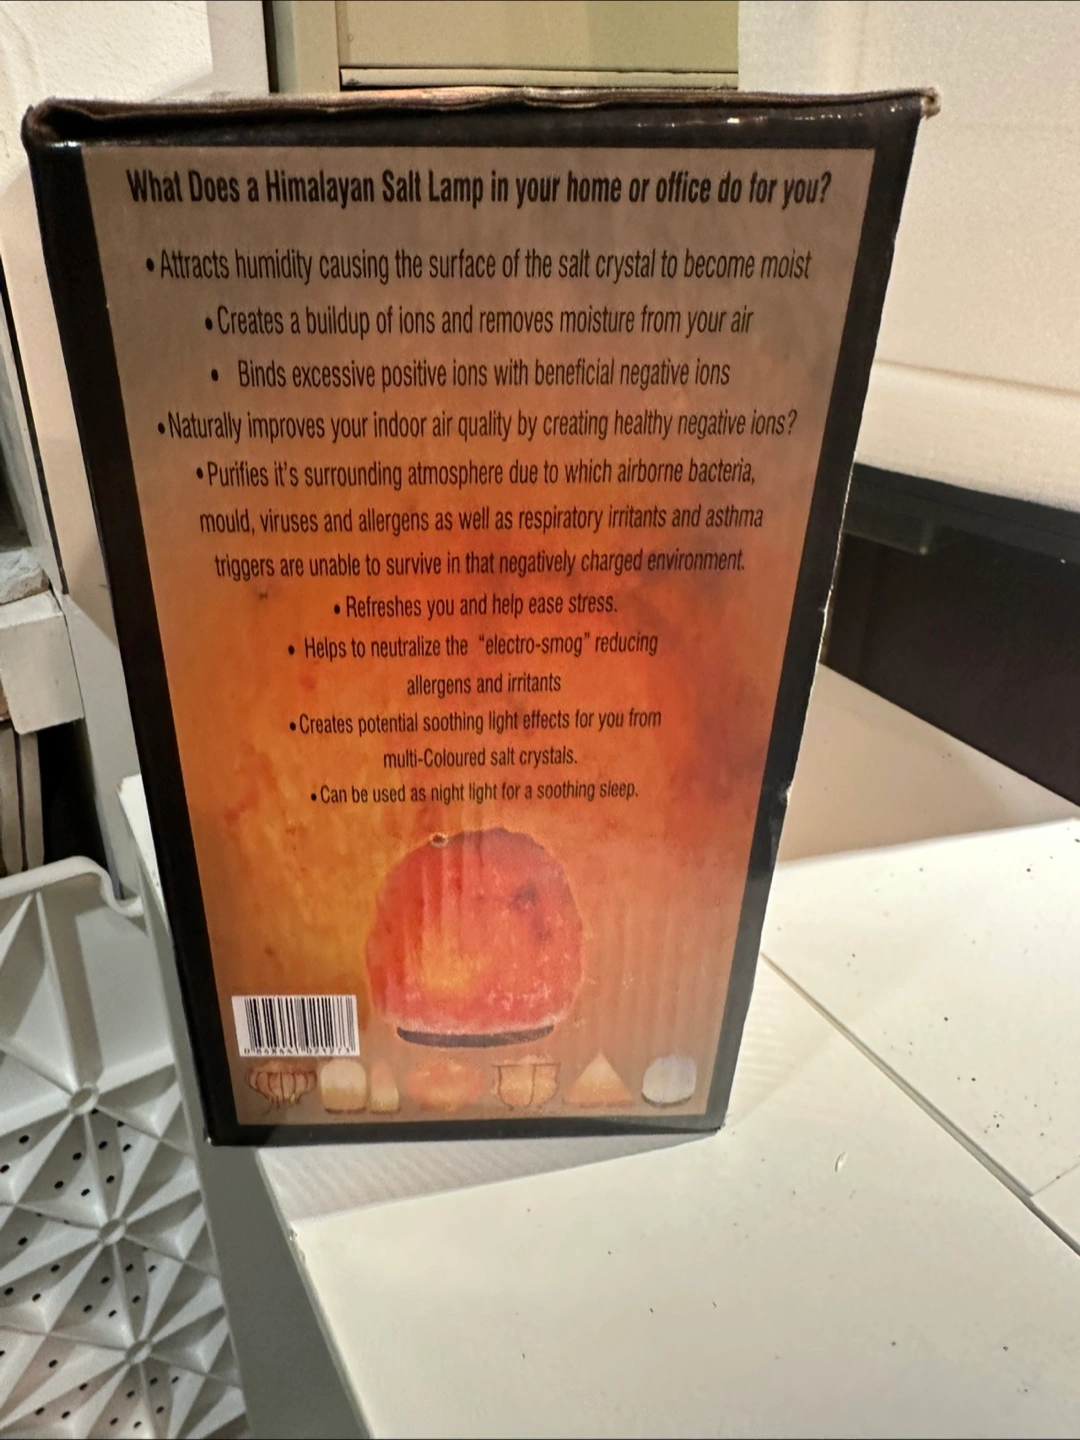 What Does a Himalayan Salt Lamp in your home or office do for you?
• Attracts humidity causing the surface of the salt crystal to become moist
• Creates a buildup of ions and removes moisture from your air
• Binds excessive positive ions with beneficial negative ions
• Naturally improves your indoor air quality by creating healthy negative ions?
• Purifies it's surrounding atmosphere due to which airborne bacteria,
mould, viruses and allergens as well as respiratory irritants and asthma
triggers are unable to survive in that negatively charged environment.
• Refreshes you and help ease stress.
• Helps to neutralize the "electro-smog" reducing
allergens and irritants
• Creates potential soothing light effects for you from
multi-Coloured salt crystals.
• Can be used as night light for a soothing sleep.